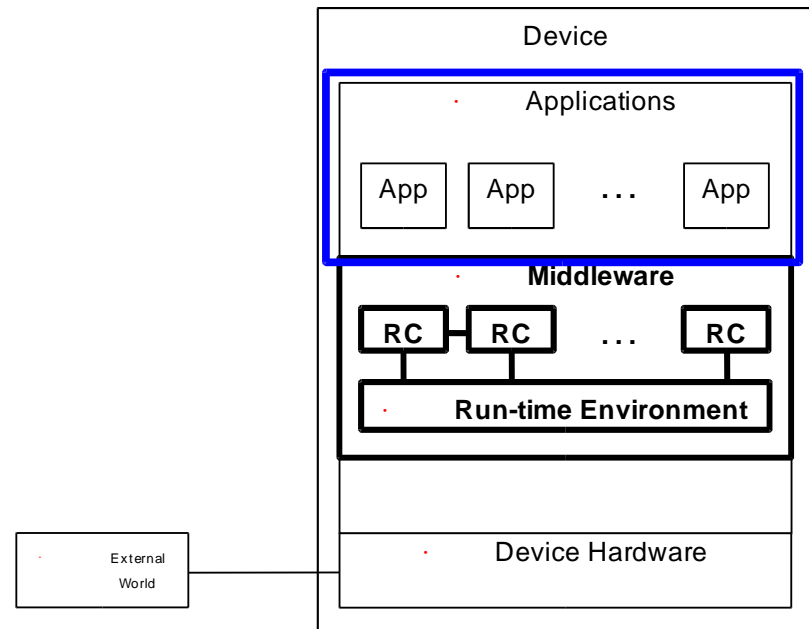 Device
Applications
App App ... App
Middleware
RC RC ... RC
Run-time Environment
Device Hardware
External
World